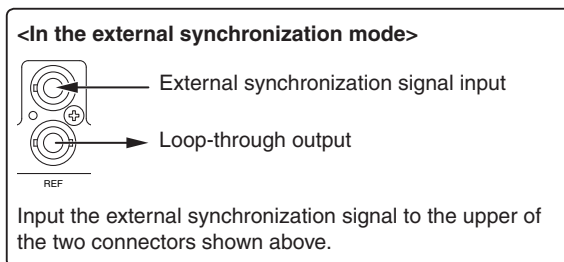 <In the external synchronization mode>
External synchronization signal input
Loop-through output
REF
Input the external synchronization signal to the upper of
the two connectors shown above.